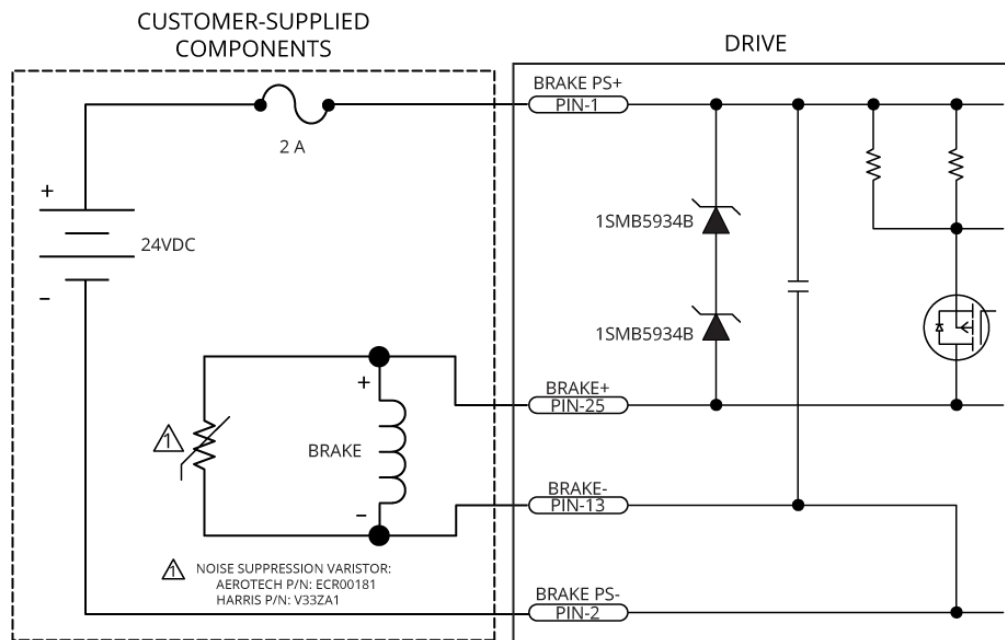 CUSTOMER-SUPPLIED
COMPONENTS
DRIVE
BRAKE PS+
PIN-1
2 A
+
24VDC
−
1SMB5934B
1SMB5934B
BRAKE+
PIN-25
+
1
BRAKE
−
BRAKE-
PIN-13
1 NOISE SUPPRESSION VARISTOR:
AEROTECH P/N: ECR00181
HARRIS P/N: V33ZA1
BRAKE PS-
PIN-2